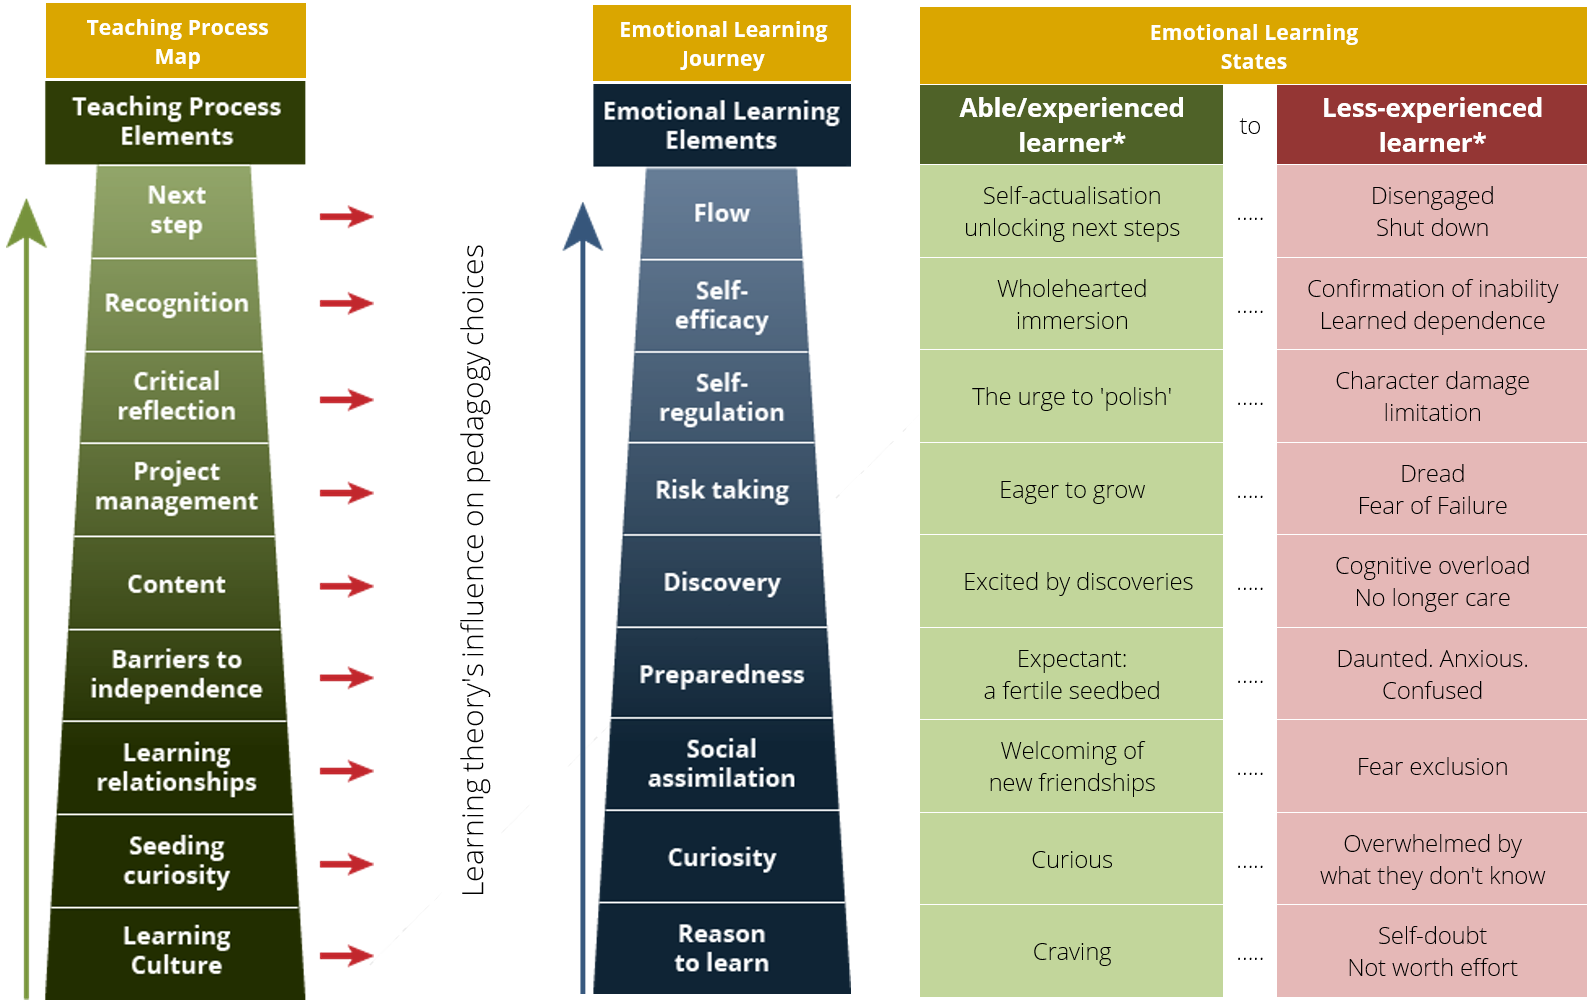 Teaching Process
Map
Teaching Process
Elements
Next
step
Recognition
Critical
reflection
Project
management
Content
Barriers to
independence
Learning
relationships
Seeding
curiosity
Learning
Culture
Learning theory's influence on pedagogy choices
Emotional Learning
Journey
Emotional Learning
Elements
Flow
Self-
efficacy
Self-
regulation
Risk taking
Discovery
Preparedness
Social
assimilation
Curiosity
Reason
to learn
Emotional Learning
States
Able/experienced
learner*
to
Less-experienced
learner*
Self-actualisation
unlocking next steps
.....
Disengaged
Shut down
Wholehearted
immersion
.....
Confirmation of inability
Learned dependence
The urge to 'polish'
.....
Character damage
limitation
Eager to grow
.....
Dread
Fear of Failure
Excited by discoveries
.....
Cognitive overload
No longer care
Expectant:
a fertile seedbed
.....
Daunted. Anxious.
Confused
Welcoming of
new friendships
.....
Fear exclusion
Curious
.....
Overwhelmed by
what they don't know
Craving
.....
Self-doubt
Not worth effort